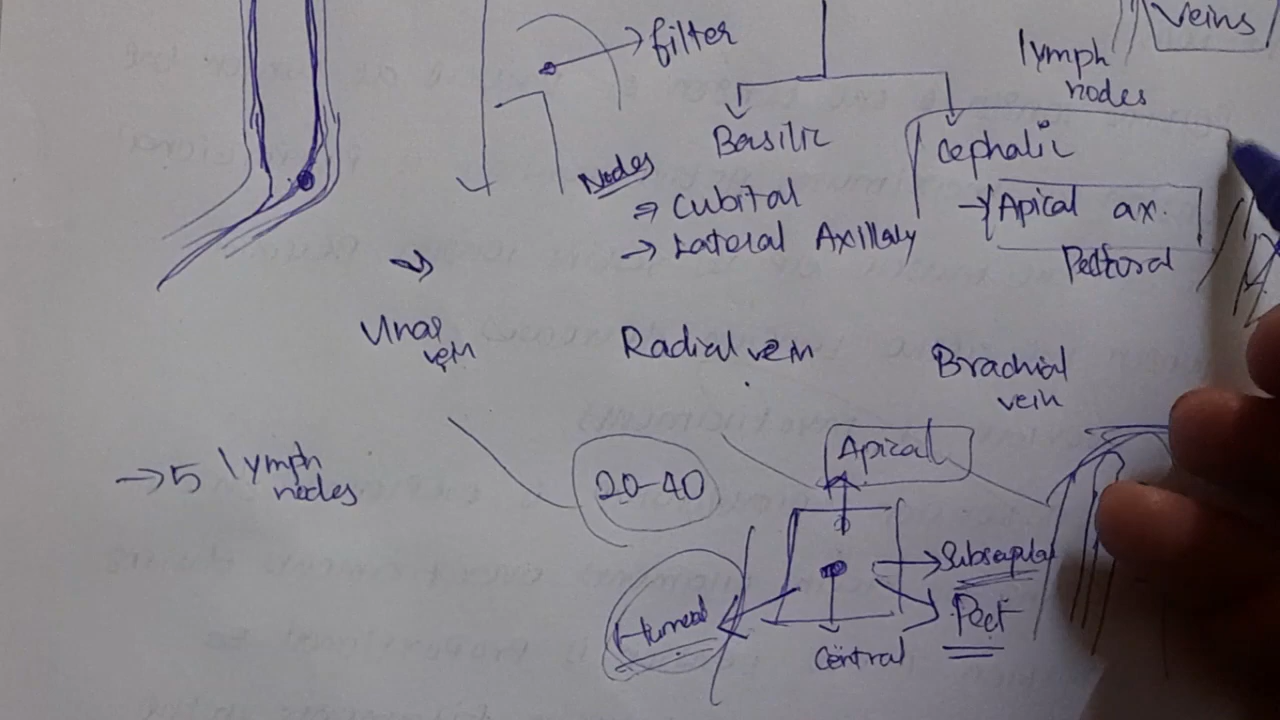 Veins
filter
lymph
nodes
Basilic
Cephalic
Nodes
⇒ Cubital
→ Lateral Axillary
Apical ax.
Pectoral
Ulnar
vein
Radial vein
Brachial
vein
Apical
→ 5 lymph
nodes
20-40
Subscapular
Humeral
Pect
Central